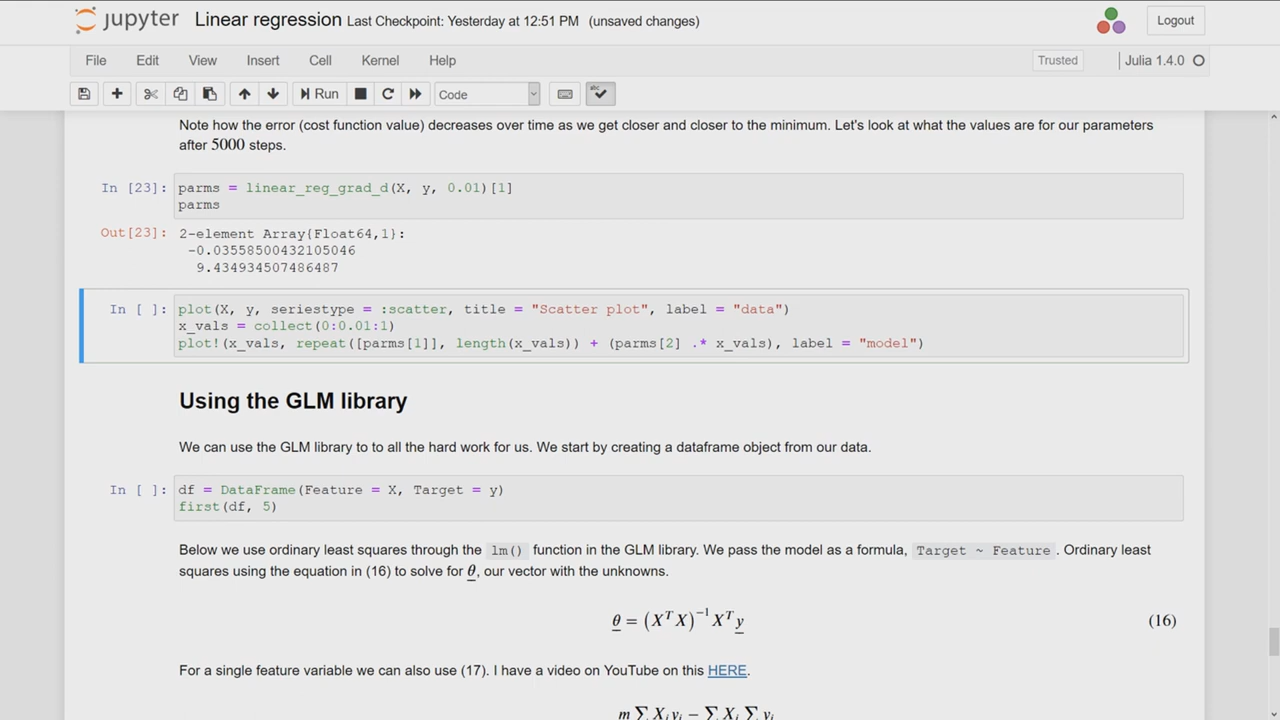 jupyter Linear regression Last Checkpoint: Yesterday at 12:51 PM (unsaved changes) Logout
File Edit View Insert Cell Kernel Help Trusted Julia 1.4.0
Run Code
Note how the error (cost function value) decreases over time as we get closer and closer to the minimum. Let's look at what the values are for our parameters
after 5000 steps.
In [23]: parms = linear_reg_grad_d(X, y, 0.01)[1]
parms
Out[23]: 2-element Array{Float64,1}:
-0.03558500432105046
9.434934507486487
In [ ]: plot(X, y, seriestype = :scatter, title = "Scatter plot", label = "data")
x_vals = collect(0:0.01:1)
plot!(x_vals, repeat([parms[1]], length(x_vals)) + (parms[2] .* x_vals), label = "model")
Using the GLM library
We can use the GLM library to to all the hard work for us. We start by creating a dataframe object from our data.
In [ ]: df = DataFrame(Feature = X, Target = y)
first(df, 5)
Below we use ordinary least squares through the lm() function in the GLM library. We pass the model as a formula, Target ~ Feature. Ordinary least
squares using the equation in (16) to solve for θ, our vector with the unknowns.
θ = (X^T X)^−1 X^T y (16)
For a single feature variable we can also use (17). I have a video on YouTube on this HERE.
m ∑ X_i y_i − ∑ X_i ∑ y_i